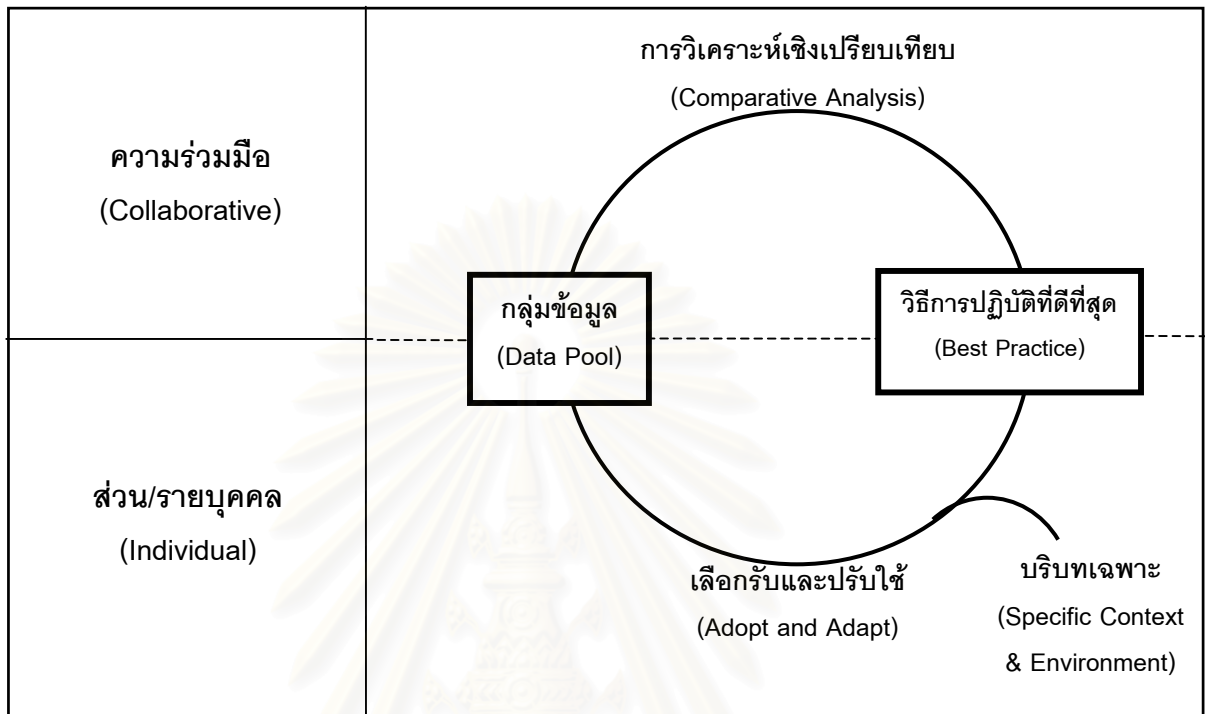 การวิเคราะห์เชิงเปรียบเทียบ
(Comparative Analysis)
ความร่วมมือ
(Collaborative)
กลุ่มข้อมูล
(Data Pool)
วิธีการปฏิบัติที่ดีที่สุด
(Best Practice)
ส่วน/รายบุคคล
(Individual)
เลือกรับและปรับใช้
(Adopt and Adapt)
บริบทเฉพาะ
(Specific Context
& Environment)